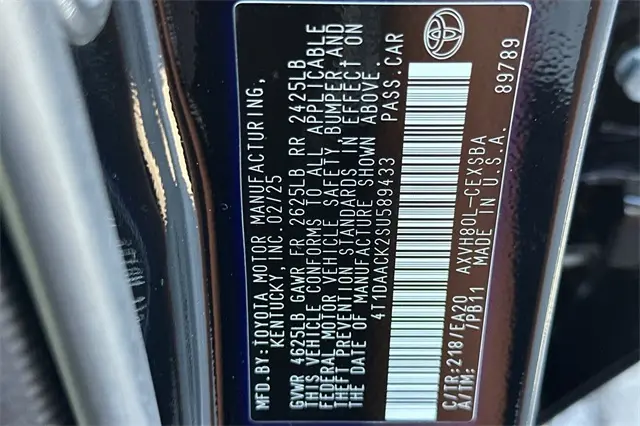 MFD.BY:TOYOTA MOTOR MANUFACTURING,
KENTUCKY, INC. 02/25
GVWR 4625LB GAWR FR 2625LB RR 2425LB
THIS VEHICLE CONFORMS TO ALL APPLICABLE
FEDERAL MOTOR VEHICLE SAFETY, BUMPER AND
THEFT PREVENTION STANDARDS IN EFFECT ON
THE DATE OF MANUFACTURE SHOWN ABOVE.
4T1DAACK2SU589433 PASS.CAR
C/TR:218/EA20 AXVH80L-CEXSBA
A/TM: /PB11 MADE IN U.S.A. 89789